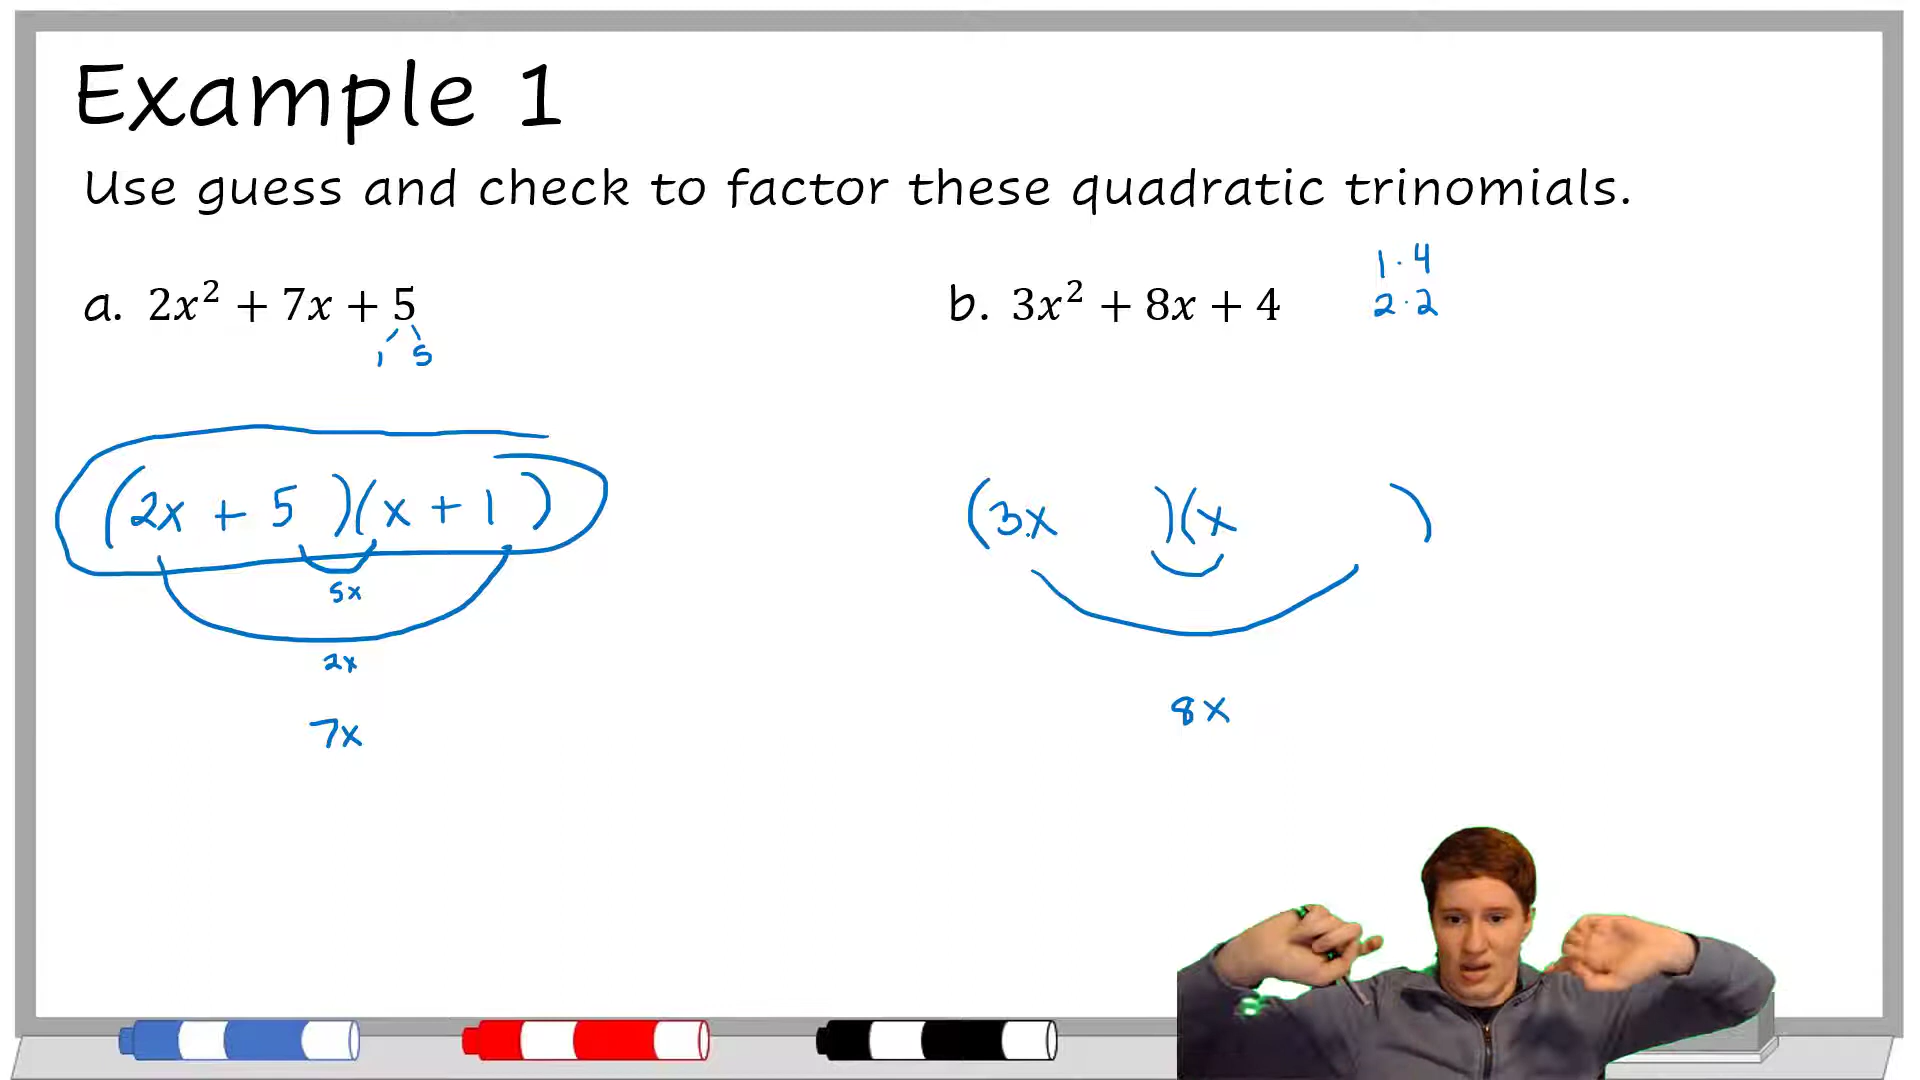 Example 1
Use guess and check to factor these quadratic trinomials.
a. 2x² + 7x + 5
1 5
(2x + 5 )(x + 1 )
5x
2x
7x
b. 3x² + 8x + 4
1 · 4
2 · 2
(3x )(x )
8x